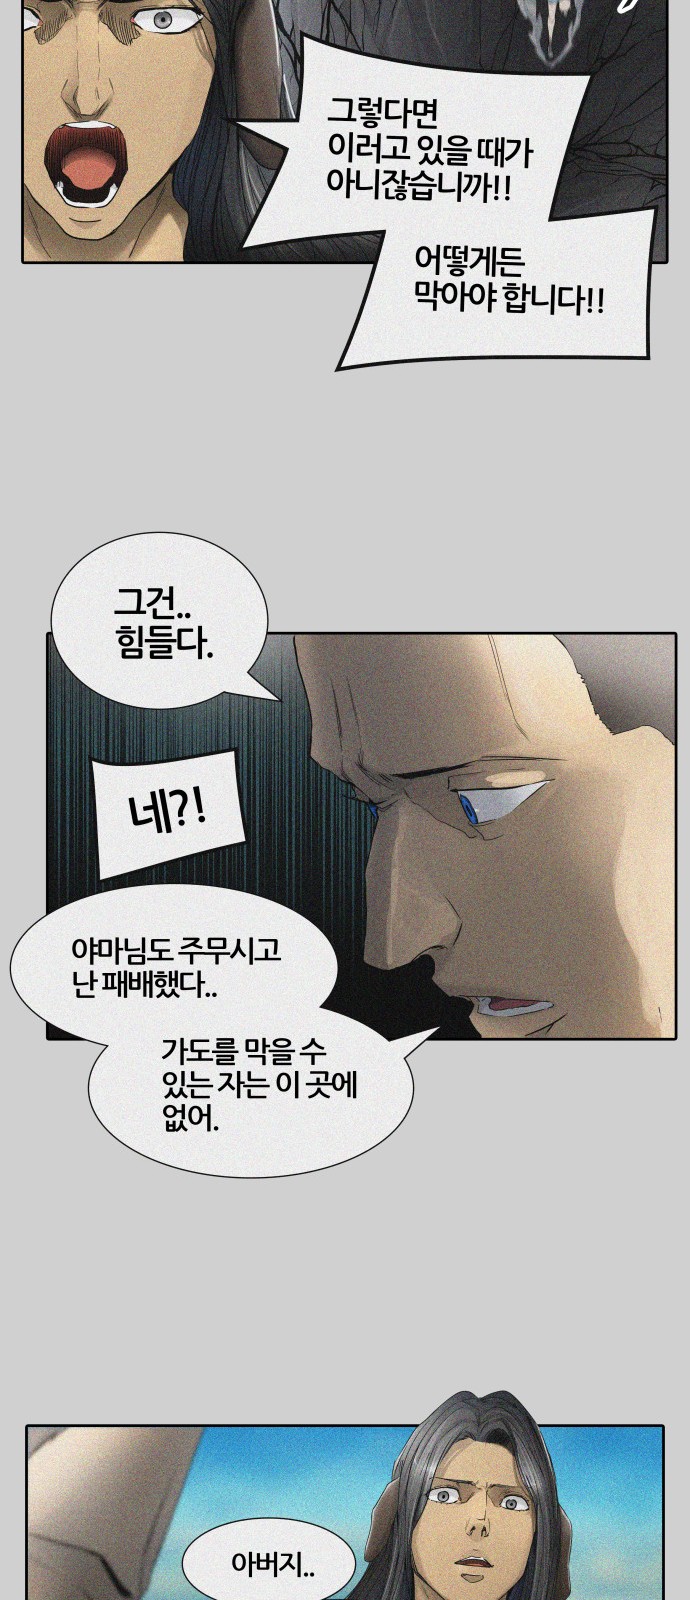 그렇다면
이러고 있을 때가
아니잖습니까!!
어떻게든
막아야 합니다!!
그건..
힘들다.
네?!
야마님도 주무시고
난 패배했다..
가도를 막을 수
있는 자는 이 곳에
없어.
아버지..